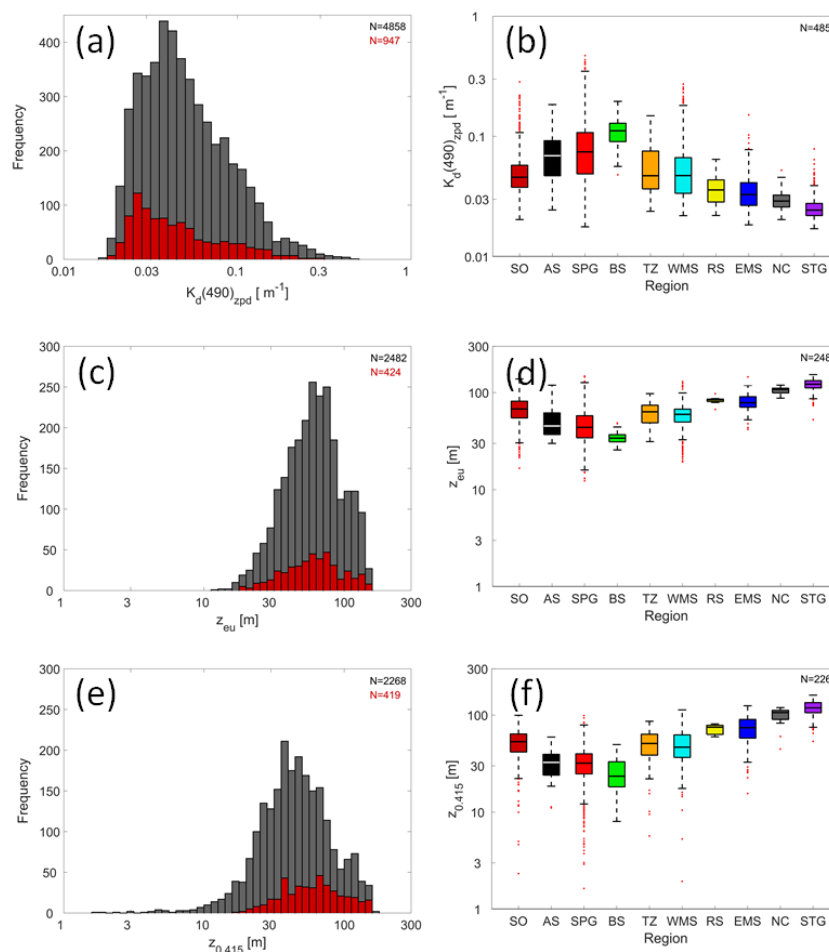 (a)
N=4858
N=947
400
300
200
100
0
Frequency
0.01
0.03
0.1
0.3
1
K_d(490)_zpd [ m^-1]
(b)
N=485
1
0.3
0.1
0.03
0.01
K_d(490)_zpd [ m^-1]
SO AS SPG BS TZ WMS RS EMS NC STG
Region
(c)
N=2482
N=424
300
250
200
150
100
50
0
Frequency
1
3
10
30
100
300
z_eu [m]
(d)
N=248
300
100
30
10
3
1
z_eu [m]
SO AS SPG BS TZ WMS RS EMS NC STG
Region
(e)
N=2268
N=419
300
250
200
150
100
50
0
Frequency
1
3
10
30
100
300
z_0.415 [m]
(f)
N=226
300
100
30
10
3
1
z_0.415 [m]
SO AS SPG BS TZ WMS RS EMS NC STG
Region